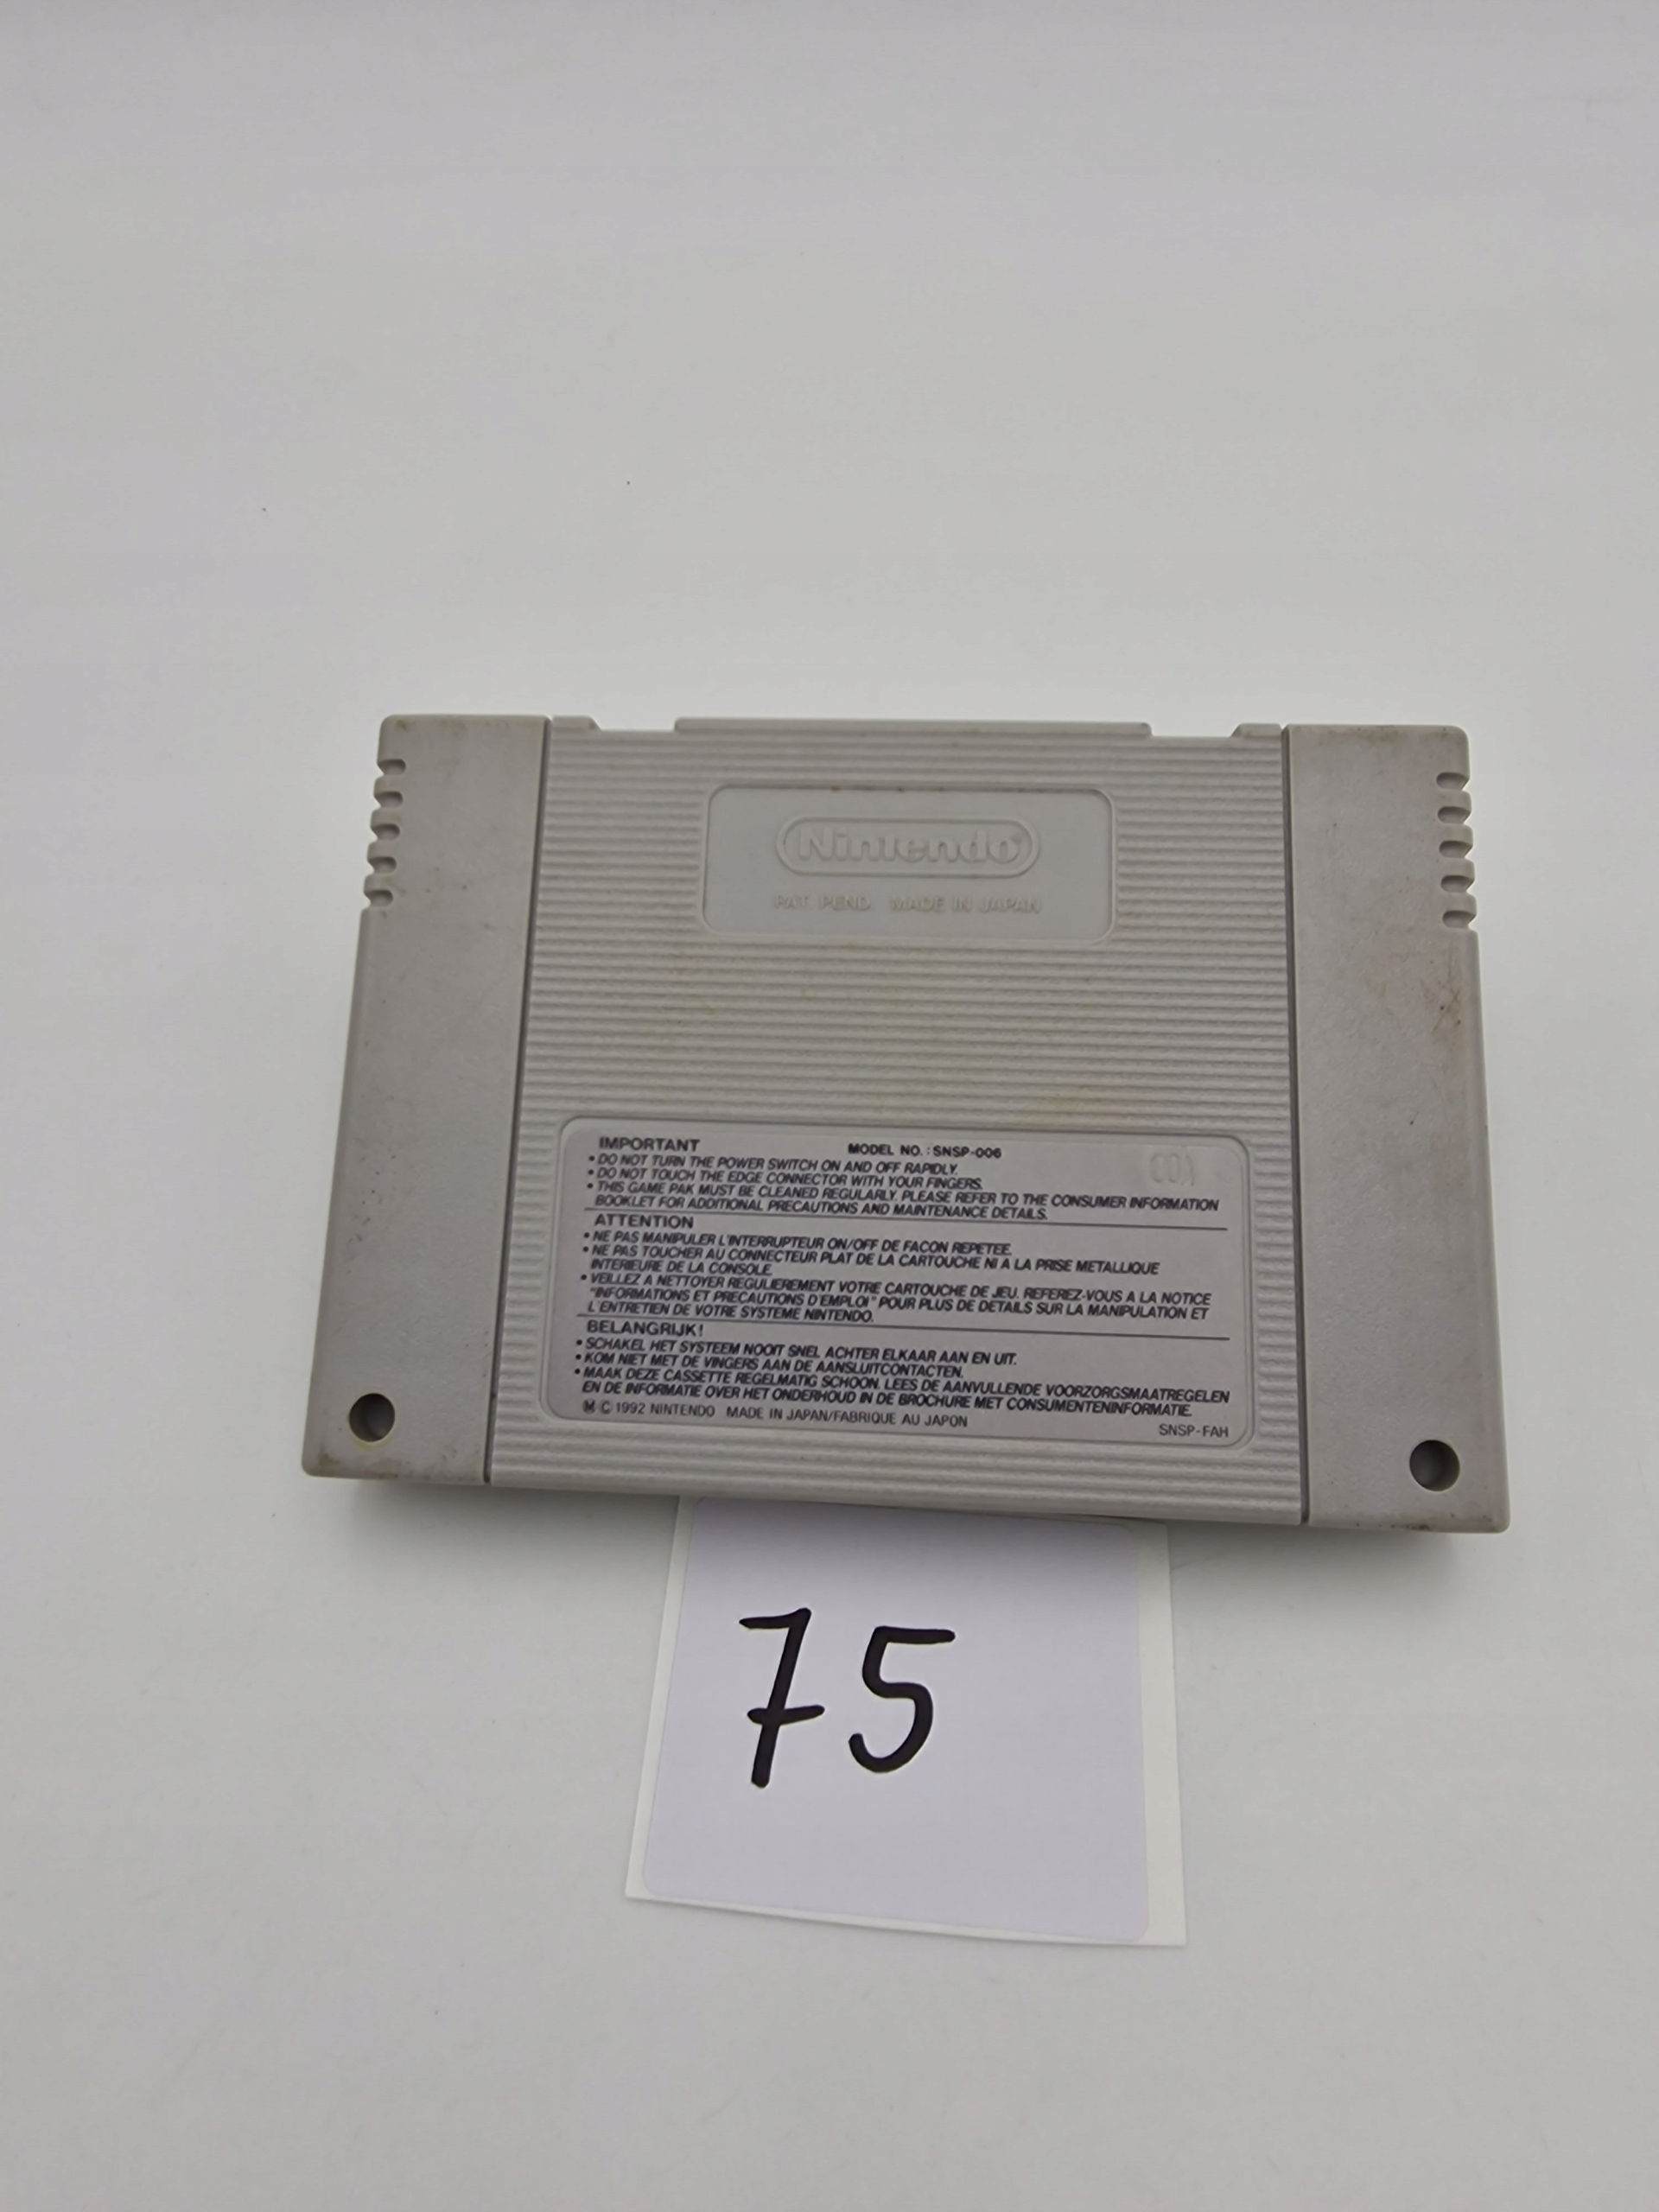 Nintendo®
PAT. PEND. MADE IN JAPAN
IMPORTANT MODEL NO.: SNSP-006
• DO NOT TURN THE POWER SWITCH ON AND OFF RAPIDLY.
• DO NOT TOUCH THE EDGE CONNECTOR WITH YOUR FINGERS.
• THIS GAME PAK MUST BE CLEANED REGULARLY. PLEASE REFER TO THE CONSUMER INFORMATION
BOOKLET FOR ADDITIONAL PRECAUTIONS AND MAINTENANCE DETAILS.
ATTENTION
• NE PAS MANIPULER L'INTERRUPTEUR ON/OFF DE FACON REPETEE.
• NE PAS TOUCHER AU CONNECTEUR PLAT DE LA CARTOUCHE NI A LA PRISE METALLIQUE
INTERIEURE DE LA CONSOLE.
• VEILLEZ A NETTOYER REGULIEREMENT VOTRE CARTOUCHE DE JEU. REFEREZ-VOUS A LA NOTICE
"INFORMATIONS ET PRECAUTIONS D'EMPLOI" POUR PLUS DE DETAILS SUR LA MANIPULATION ET
L'ENTRETIEN DE VOTRE SYSTEME NINTENDO.
BELANGRIJK!
• SCHAKEL HET SYSTEEM NOOIT SNEL ACHTER ELKAAR AAN EN UIT.
• KOM NIET MET DE VINGERS AAN DE AANSLUITCONTACTEN.
• MAAK DEZE CASSETTE REGELMATIG SCHOON. LEES DE AANVULLENDE VOORZORGSMAATREGELEN
EN DE INFORMATIE OVER HET ONDERHOUD IN DE BROCHURE MET CONSUMENTENINFORMATIE.
Ⓜ © 1992 NINTENDO MADE IN JAPAN/FABRIQUE AU JAPON
SNSP-FAH
75